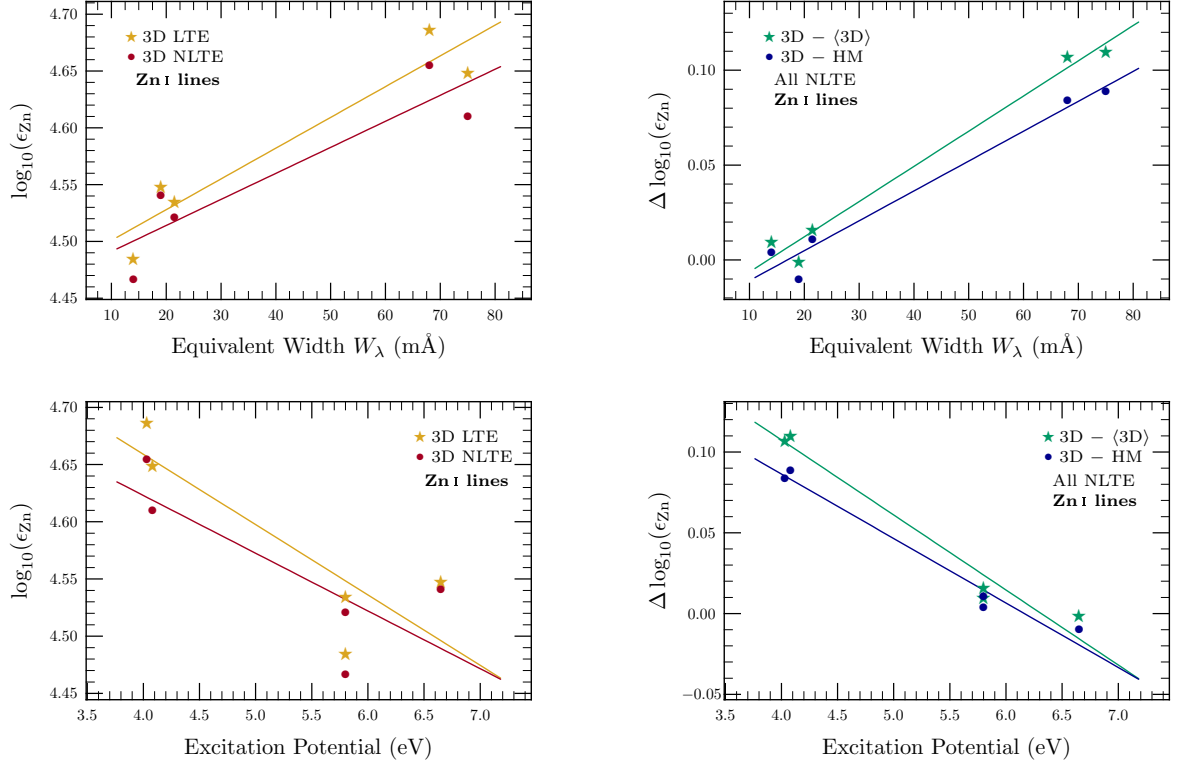 4.70
4.65
4.60
4.55
4.50
4.45
log₁₀(ϵ_Zn)
3D LTE
3D NLTE
Zn I lines
10 20 30 40 50 60 70 80
Equivalent Width W_λ (mÅ)
0.10
0.05
0.00
Δ log₁₀(ϵ_Zn)
3D − ⟨3D⟩
3D − HM
All NLTE
Zn I lines
10 20 30 40 50 60 70 80
Equivalent Width W_λ (mÅ)
4.70
4.65
4.60
4.55
4.50
4.45
log₁₀(ϵ_Zn)
3D LTE
3D NLTE
Zn I lines
3.5 4.0 4.5 5.0 5.5 6.0 6.5 7.0
Excitation Potential (eV)
0.10
0.05
0.00
−0.05
Δ log₁₀(ϵ_Zn)
3D − ⟨3D⟩
3D − HM
All NLTE
Zn I lines
3.5 4.0 4.5 5.0 5.5 6.0 6.5 7.0
Excitation Potential (eV)